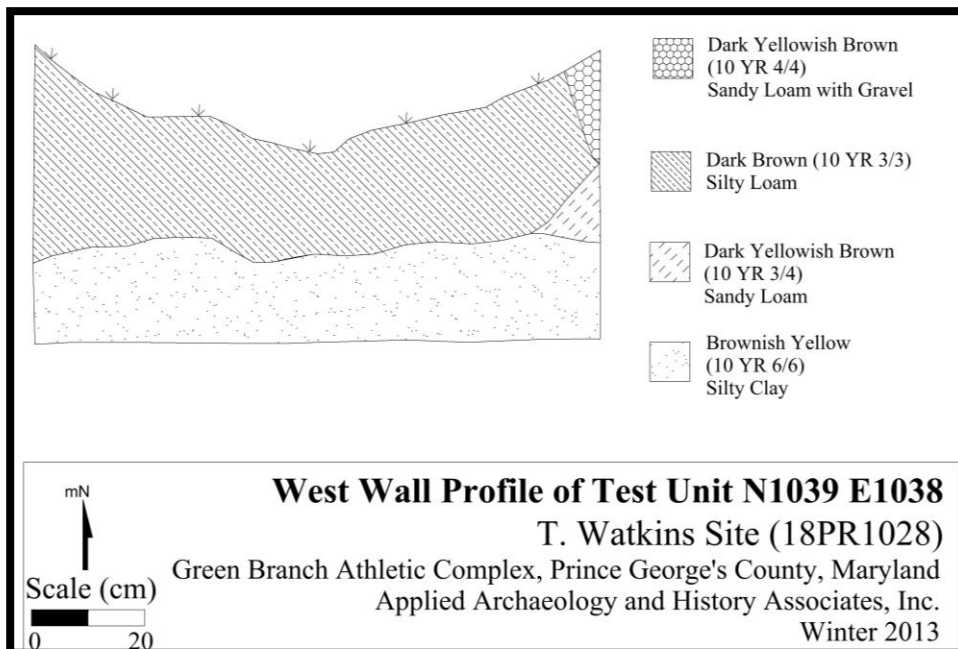 Dark Yellowish Brown
(10 YR 4/4)
Sandy Loam with Gravel
Dark Brown (10 YR 3/3)
Silty Loam
Dark Yellowish Brown
(10 YR 3/4)
Sandy Loam
Brownish Yellow
(10 YR 6/6)
Silty Clay
mN
Scale (cm)
0 20
West Wall Profile of Test Unit N1039 E1038
T. Watkins Site (18PR1028)
Green Branch Athletic Complex, Prince George's County, Maryland
Applied Archaeology and History Associates, Inc.
Winter 2013